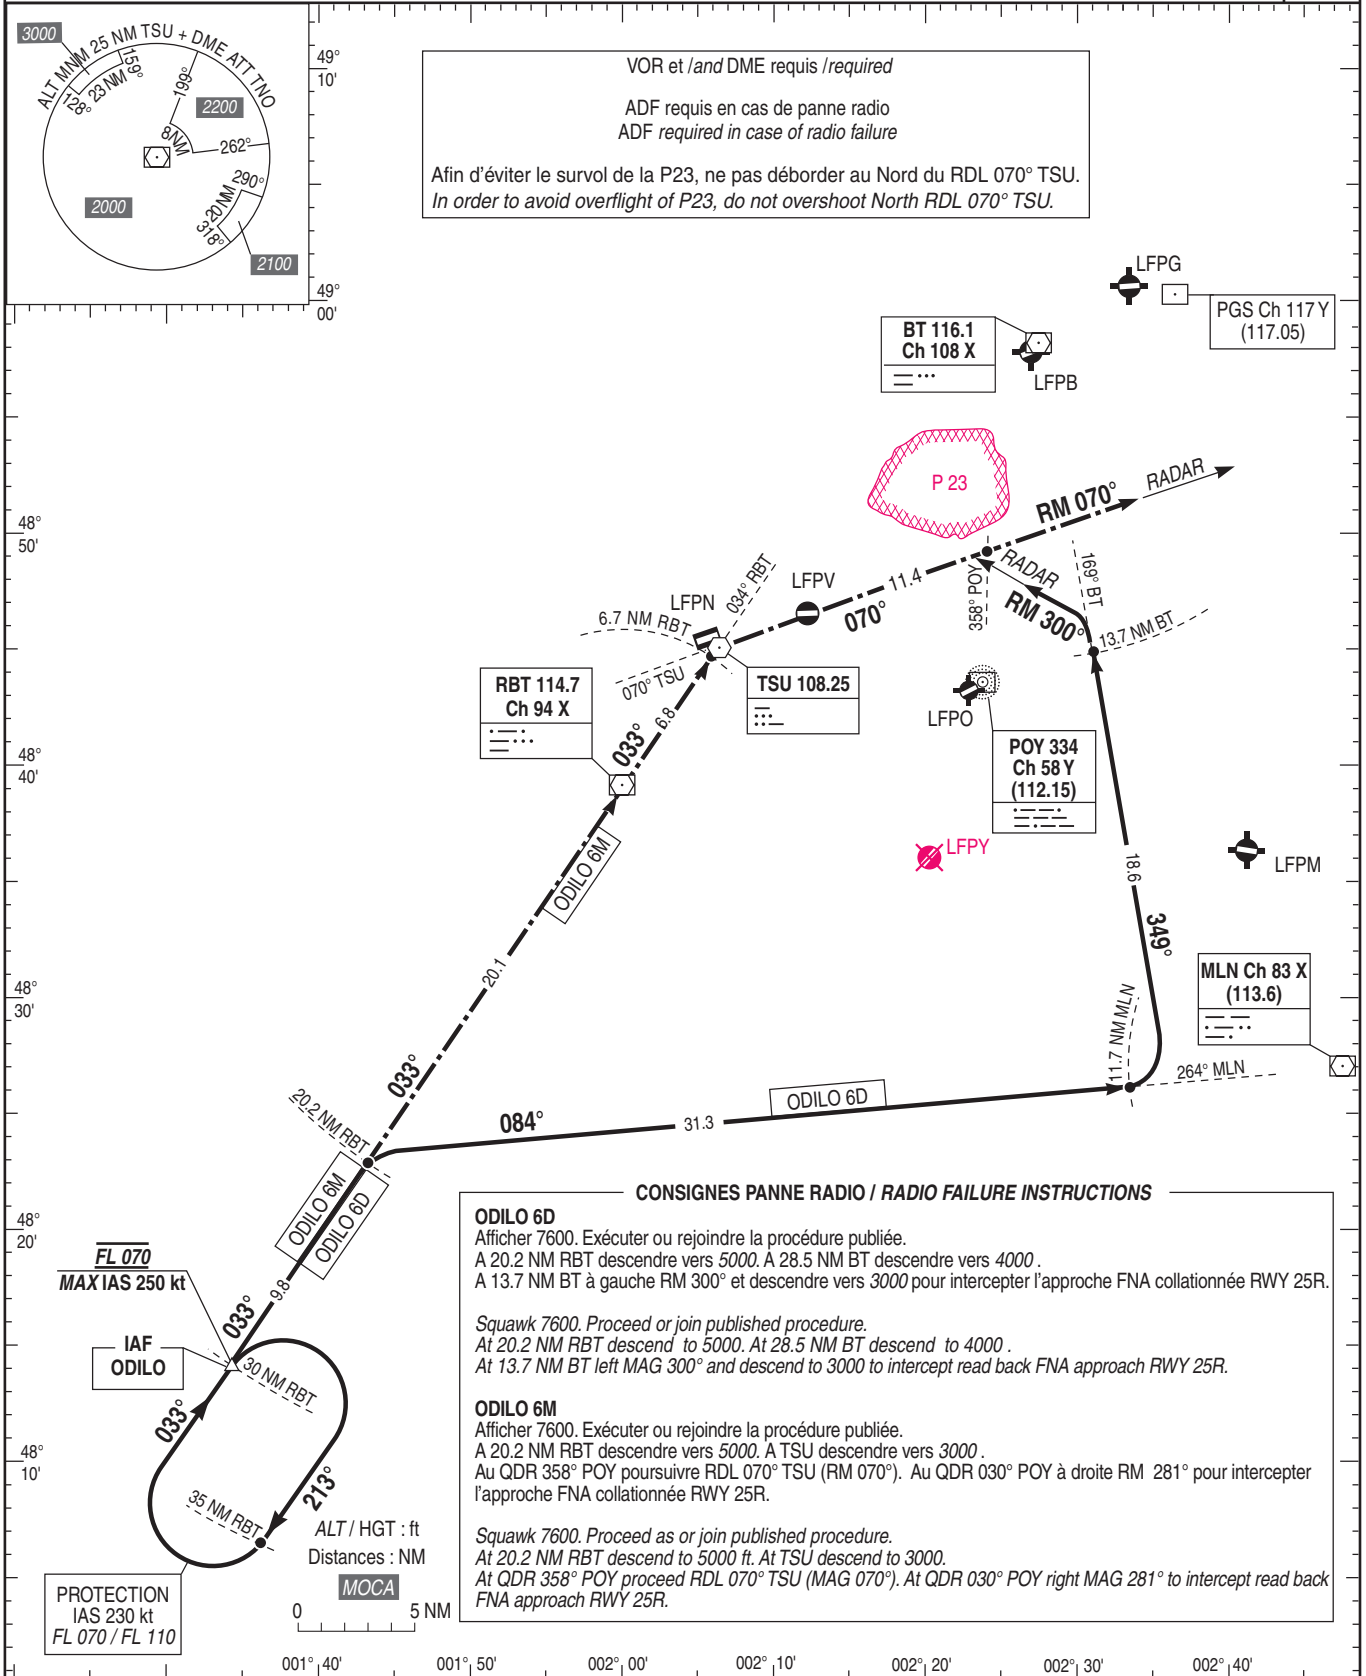 3000
ALT MNM 25 NM TSU + DME ATT TNO
159°
23 NM
128°
199°
2200
8NM
262°
290°
20 NM
318°
2000
2100
49°
10'
49°
00'
VOR et /and DME requis /required
ADF requis en cas de panne radio
ADF required in case of radio failure
Afin d'éviter le survol de la P23, ne pas déborder au Nord du RDL 070° TSU.
In order to avoid overflight of P23, do not overshoot North RDL 070° TSU.
LFPG
PGS Ch 117 Y
(117.05)
BT 116.1
Ch 108 X
LFPB
P 23
RM 070°
RADAR
48°
50'
LFPV
11.4
070°
034° RBT
LFPN
6.7 NM RBT
070° TSU
TSU 108.25
358° POY
RADAR
RM 300°
169° BT
13.7 NM BT
RBT 114.7
Ch 94 X
033°
6.8
LFPO
POY 334
Ch 58 Y
(112.15)
48°
40'
ODILO 6M
LFPY
LFPM
18.6
349°
20.1
48°
30'
MLN Ch 83 X
(113.6)
11.7 NM MLN
264° MLN
033°
20.2 NM RBT
084°
31.3
ODILO 6D
ODILO 6M
ODILO 6D
48°
20'
FL 070
MAX IAS 250 kt
9.8
033°
IAF
ODILO
30 NM RBT
033°
213°
35 NM RBT
48°
10'
CONSIGNES PANNE RADIO / RADIO FAILURE INSTRUCTIONS
ODILO 6D
Afficher 7600. Exécuter ou rejoindre la procédure publiée.
A 20.2 NM RBT descendre vers 5000. A 28.5 NM BT descendre vers 4000 .
A 13.7 NM BT à gauche RM 300° et descendre vers 3000 pour intercepter l'approche FNA collationnée RWY 25R.
Squawk 7600. Proceed or join published procedure.
At 20.2 NM RBT descend to 5000. At 28.5 NM BT descend to 4000 .
At 13.7 NM BT left MAG 300° and descend to 3000 to intercept read back FNA approach RWY 25R.
ODILO 6M
Afficher 7600. Exécuter ou rejoindre la procédure publiée.
A 20.2 NM RBT descendre vers 5000. A TSU descendre vers 3000 .
Au QDR 358° POY poursuivre RDL 070° TSU (RM 070°). Au QDR 030° POY à droite RM 281° pour intercepter
l'approche FNA collationnée RWY 25R.
Squawk 7600. Proceed as or join published procedure.
At 20.2 NM RBT descend to 5000 ft. At TSU descend to 3000.
At QDR 358° POY proceed RDL 070° TSU (MAG 070°). At QDR 030° POY right MAG 281° to intercept read back
FNA approach RWY 25R.
ALT / HGT : ft
Distances : NM
MOCA
0 5 NM
PROTECTION
IAS 230 kt
FL 070 / FL 110
001° 40' 001° 50' 002° 00' 002° 10' 002° 20' 002° 30' 002° 40'